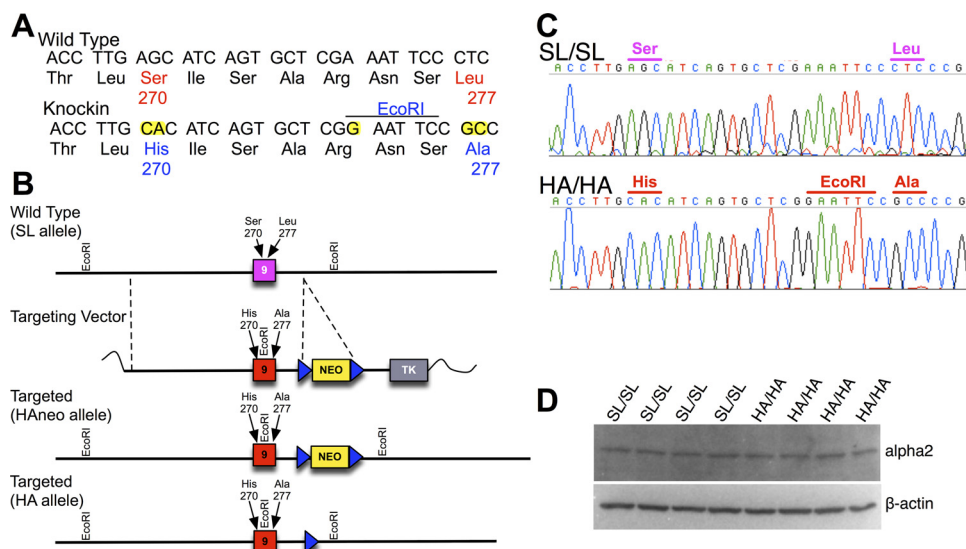 A
Wild Type
ACC TTG AGC ATC AGT GCT CGA AAT TCC CTC
Thr Leu Ser Ile Ser Ala Arg Asn Ser Leu
270 277
Knockin EcoRI
ACC TTG CAC ATC AGT GCT CGG AAT TCC GCC
Thr Leu His Ile Ser Ala Arg Asn Ser Ala
270 277
B
Wild Type
(SL allele)
EcoRI
Ser
270
Leu
277
9
EcoRI
Targeting Vector
His
270
EcoRI
Ala
277
9
NEO
TK
Targeted
(HAneo allele)
EcoRI
His
270
EcoRI
Ala
277
9
NEO
EcoRI
Targeted
(HA allele)
EcoRI
His
270
EcoRI
Ala
277
9
EcoRI
C
SL/SL Ser Leu
A C C T T G A G C A T C A G T G C T C G A A A T T C C C T C C C G
HA/HA His EcoRI Ala
A C C T T G C A C A T C A G T G C T C G G A A T T C C G C C C C G
D
SL/SL SL/SL SL/SL SL/SL HA/HA HA/HA HA/HA HA/HA
alpha2
β-actin